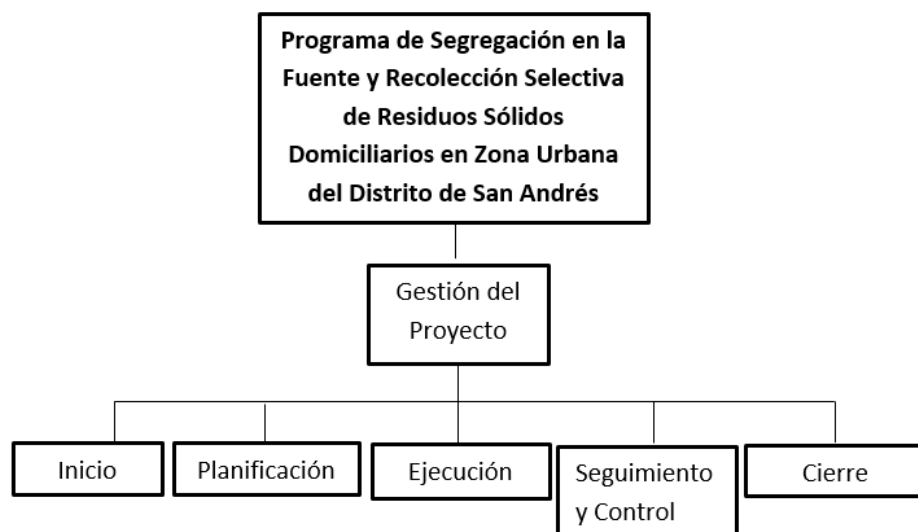 Programa de Segregación en la
Fuente y Recolección Selectiva
de Residuos Sólidos
Domiciliarios en Zona Urbana
del Distrito de San Andrés
Gestión del
Proyecto
Inicio
Planificación
Ejecución
Seguimiento
y Control
Cierre